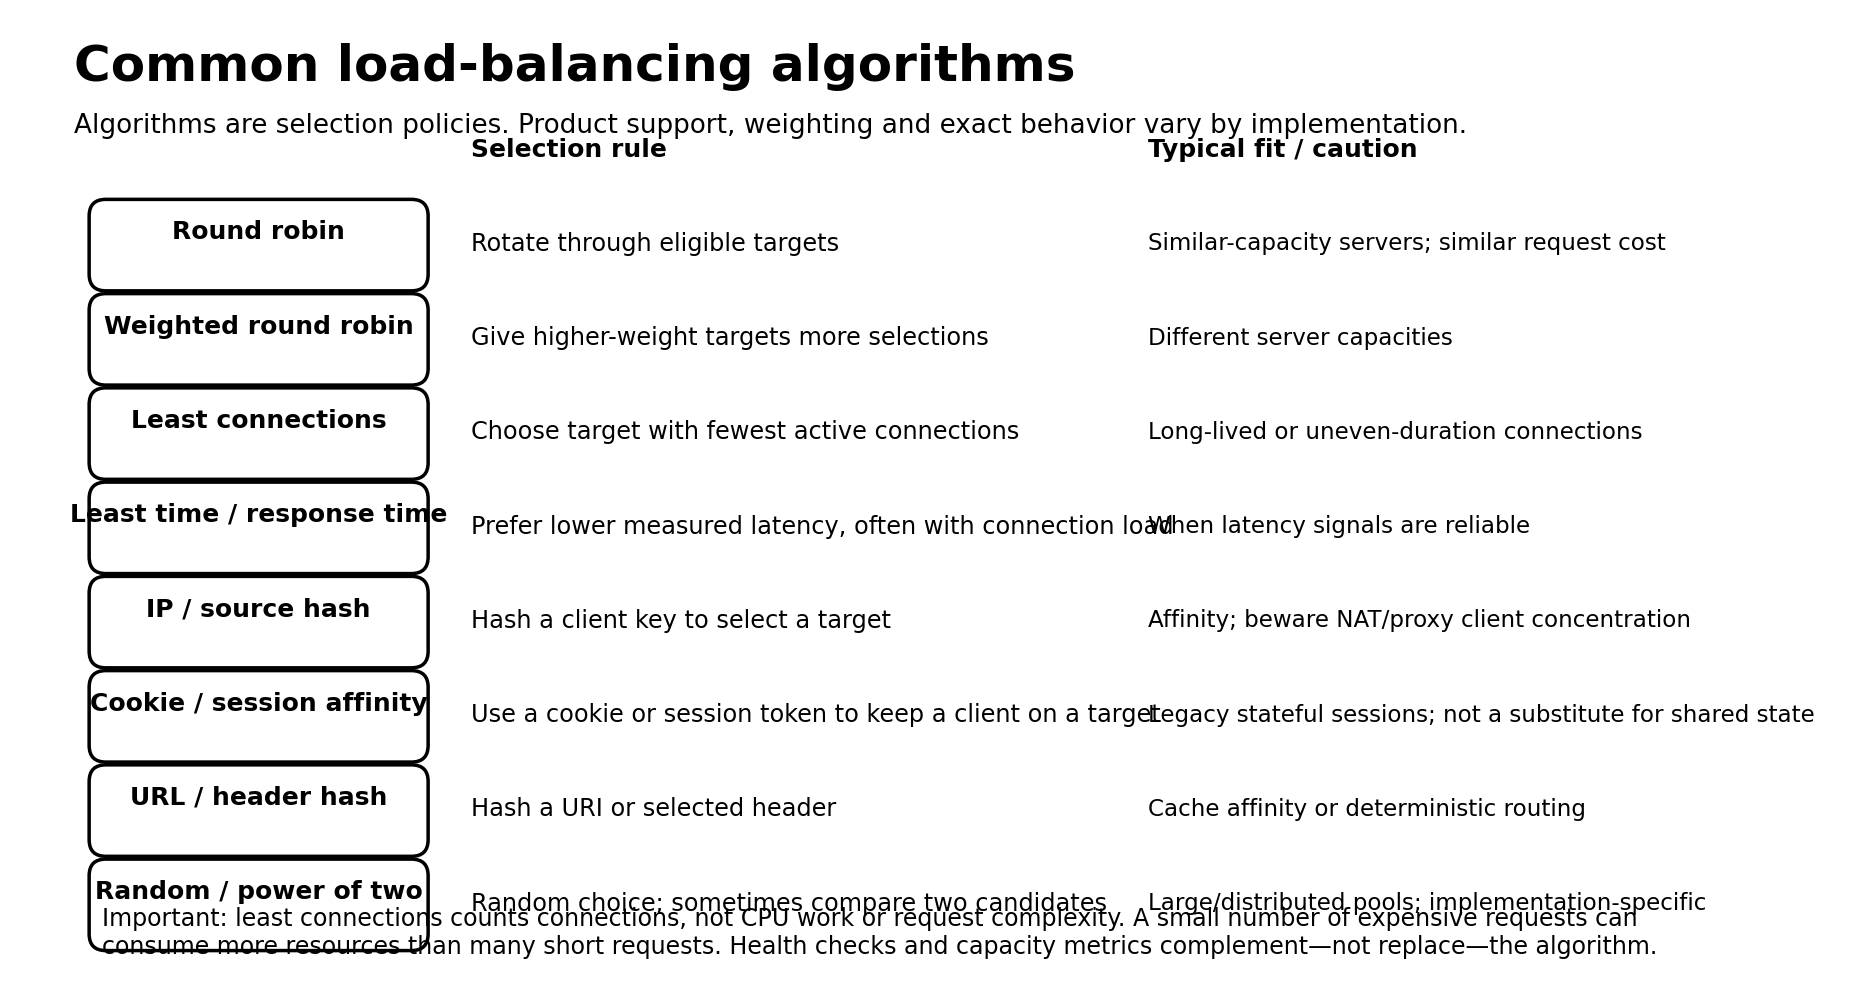 Common load-balancing algorithms
Algorithms are selection policies. Product support, weighting and exact behavior vary by implementation.
Selection rule
Typical fit / caution
Round robin
Rotate through eligible targets
Similar-capacity servers; similar request cost
Weighted round robin
Give higher-weight targets more selections
Different server capacities
Least connections
Choose target with fewest active connections
Long-lived or uneven-duration connections
Least time / response time
Prefer lower measured latency, often with connection load
When latency signals are reliable
IP / source hash
Hash a client key to select a target
Affinity; beware NAT/proxy client concentration
Cookie / session affinity
Use a cookie or session token to keep a client on a target
Legacy stateful sessions; not a substitute for shared state
URL / header hash
Hash a URI or selected header
Cache affinity or deterministic routing
Random / power of two
Random choice; sometimes compare two candidates
Large/distributed pools; implementation-specific
Important: least connections counts connections, not CPU work or request complexity. A small number of expensive requests can
consume more resources than many short requests. Health checks and capacity metrics complement—not replace—the algorithm.